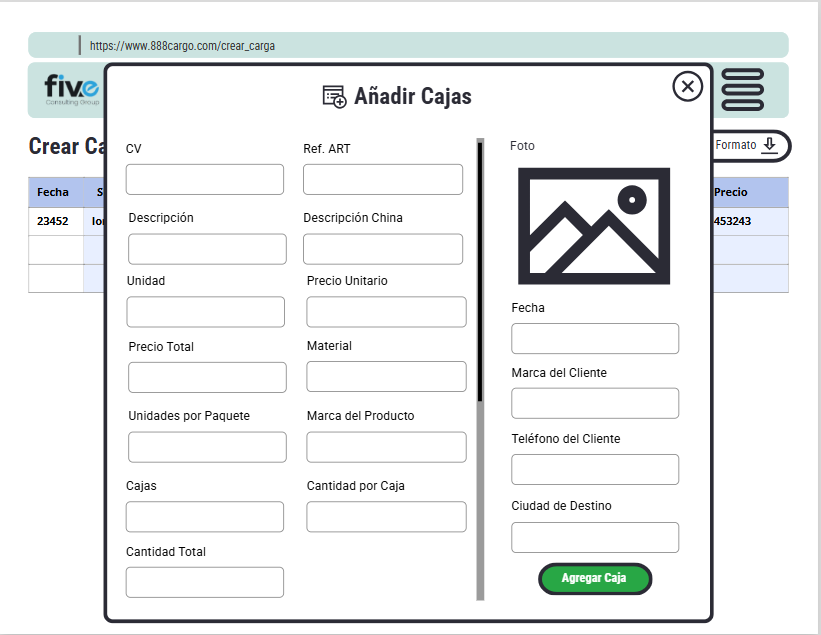 https://www.888cargo.com/crear_carga
five
Consulting Group
Crear Ca
Formato
Fecha
S
Precio
23452
lor
453243
Añadir Cajas
CV
Ref. ART
Descripción
Descripción China
Unidad
Precio Unitario
Precio Total
Material
Unidades por Paquete
Marca del Producto
Cajas
Cantidad por Caja
Cantidad Total
Foto
Fecha
Marca del Cliente
Teléfono del Cliente
Ciudad de Destino
Agregar Caja